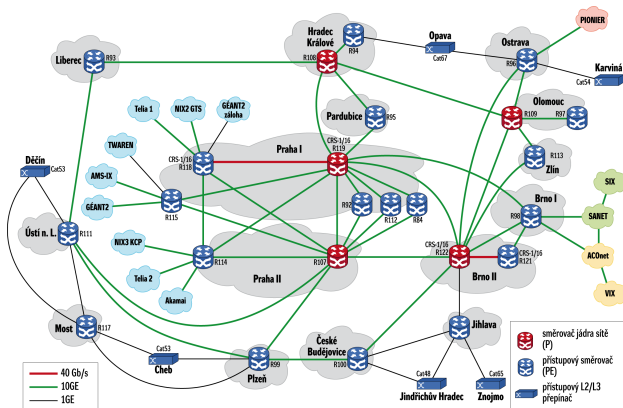 PIONIER
Hradec
Králové
R94
Opava
Cat67
Ostrava
R96
Karviná
Cat54
Liberec
R93
R108
Telia 1
NIX2 GTS
GÉANT2
záloha
Pardubice
R95
Olomouc
R109
R97
TWAREN
CRS-1/16
R118
Praha I
CRS-1/16
R119
Zlín
R113
Děčín
Cat53
AMS-IX
SIX
GÉANT2
R115
R92
R112
R84
Brno I
R98
SANET
Ústí n. L.
R111
NIX3 KCP
CRS-1/16
R122
CRS-1/16
R121
ACOnet
R114
Praha II
R107
Brno II
Telia 2
VIX
Akamai
Most
R117
České
Budějovice
R100
Jihlava
Cat53
Cheb
Plzeň
R99
Cat48
Jindřichův Hradec
Cat65
Znojmo
40 Gb/s
10GE
1GE
směrovač jádra sítě
(P)
přístupový směrovač
(PE)
přístupový L2/L3
přepínač